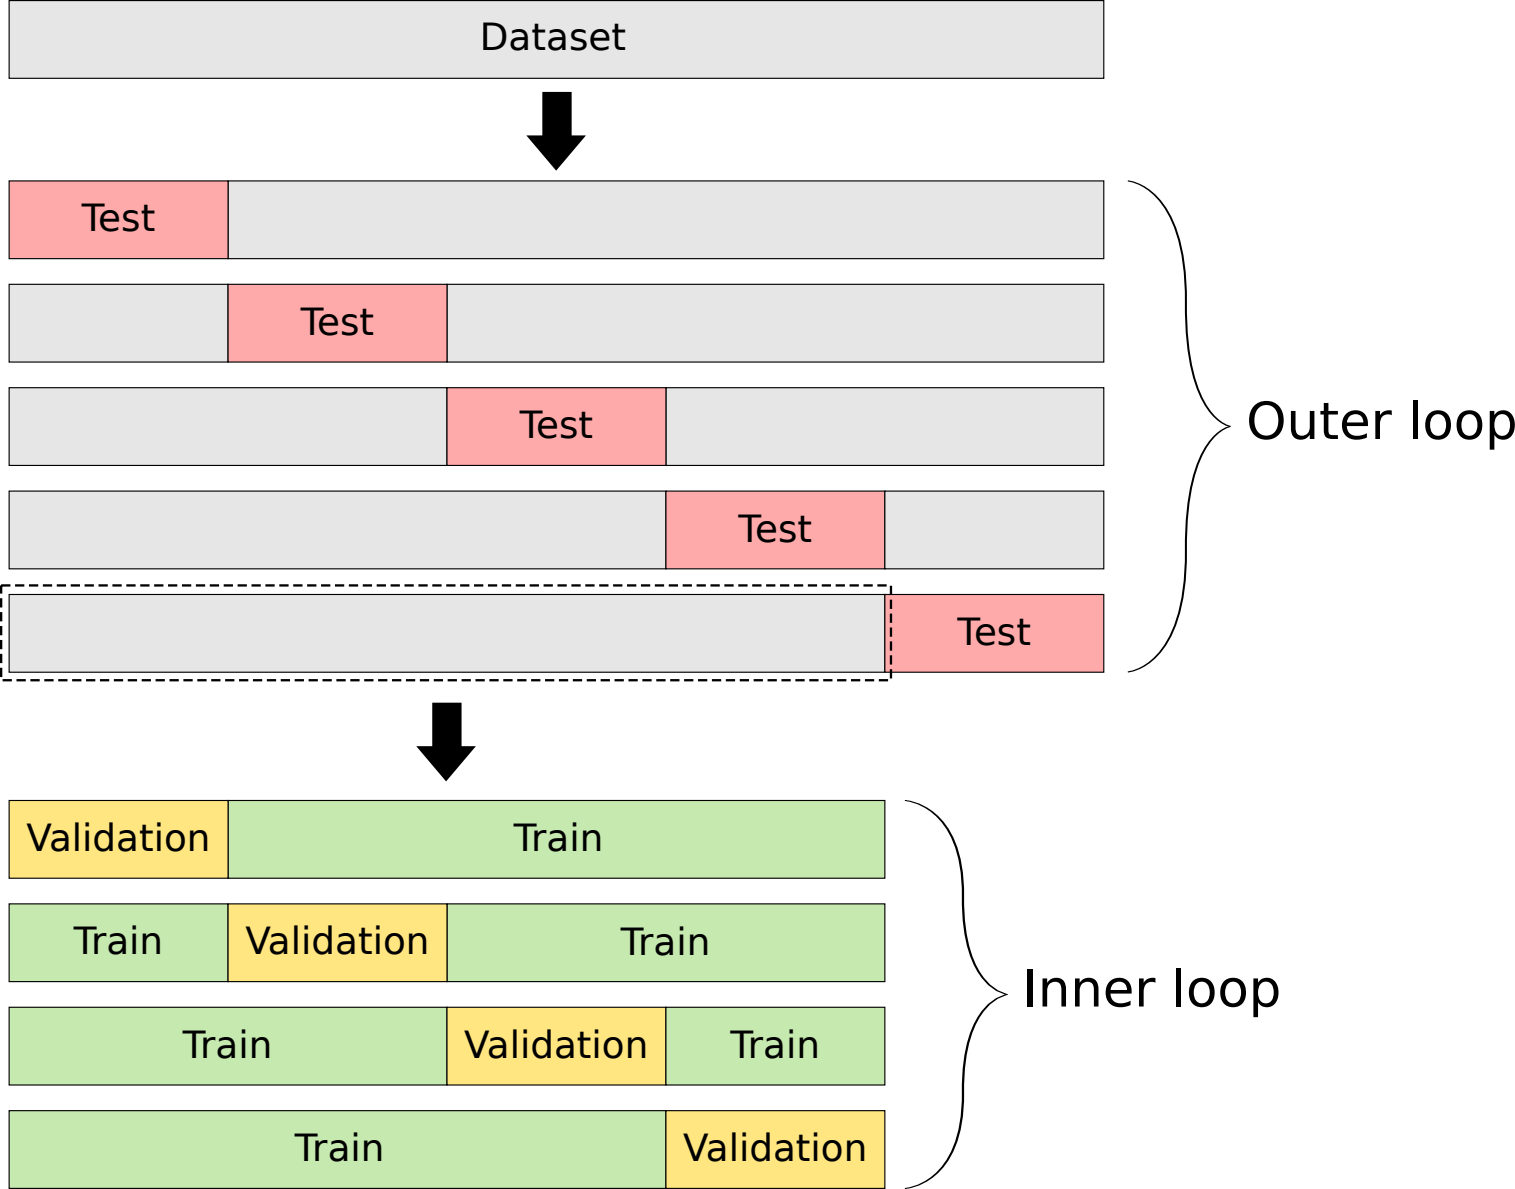 Dataset
Test
Test
Test
Outer loop
Test
Test
Validation Train
Train Validation Train
Inner loop
Train Validation Train
Train Validation